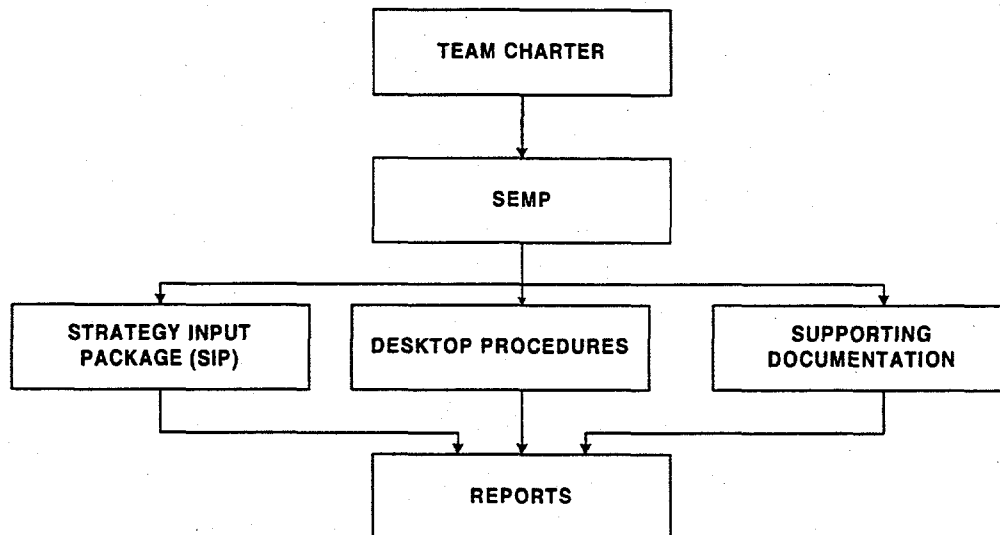 TEAM CHARTER
SEMP
STRATEGY INPUT
PACKAGE (SIP)
DESKTOP PROCEDURES
SUPPORTING
DOCUMENTATION
REPORTS